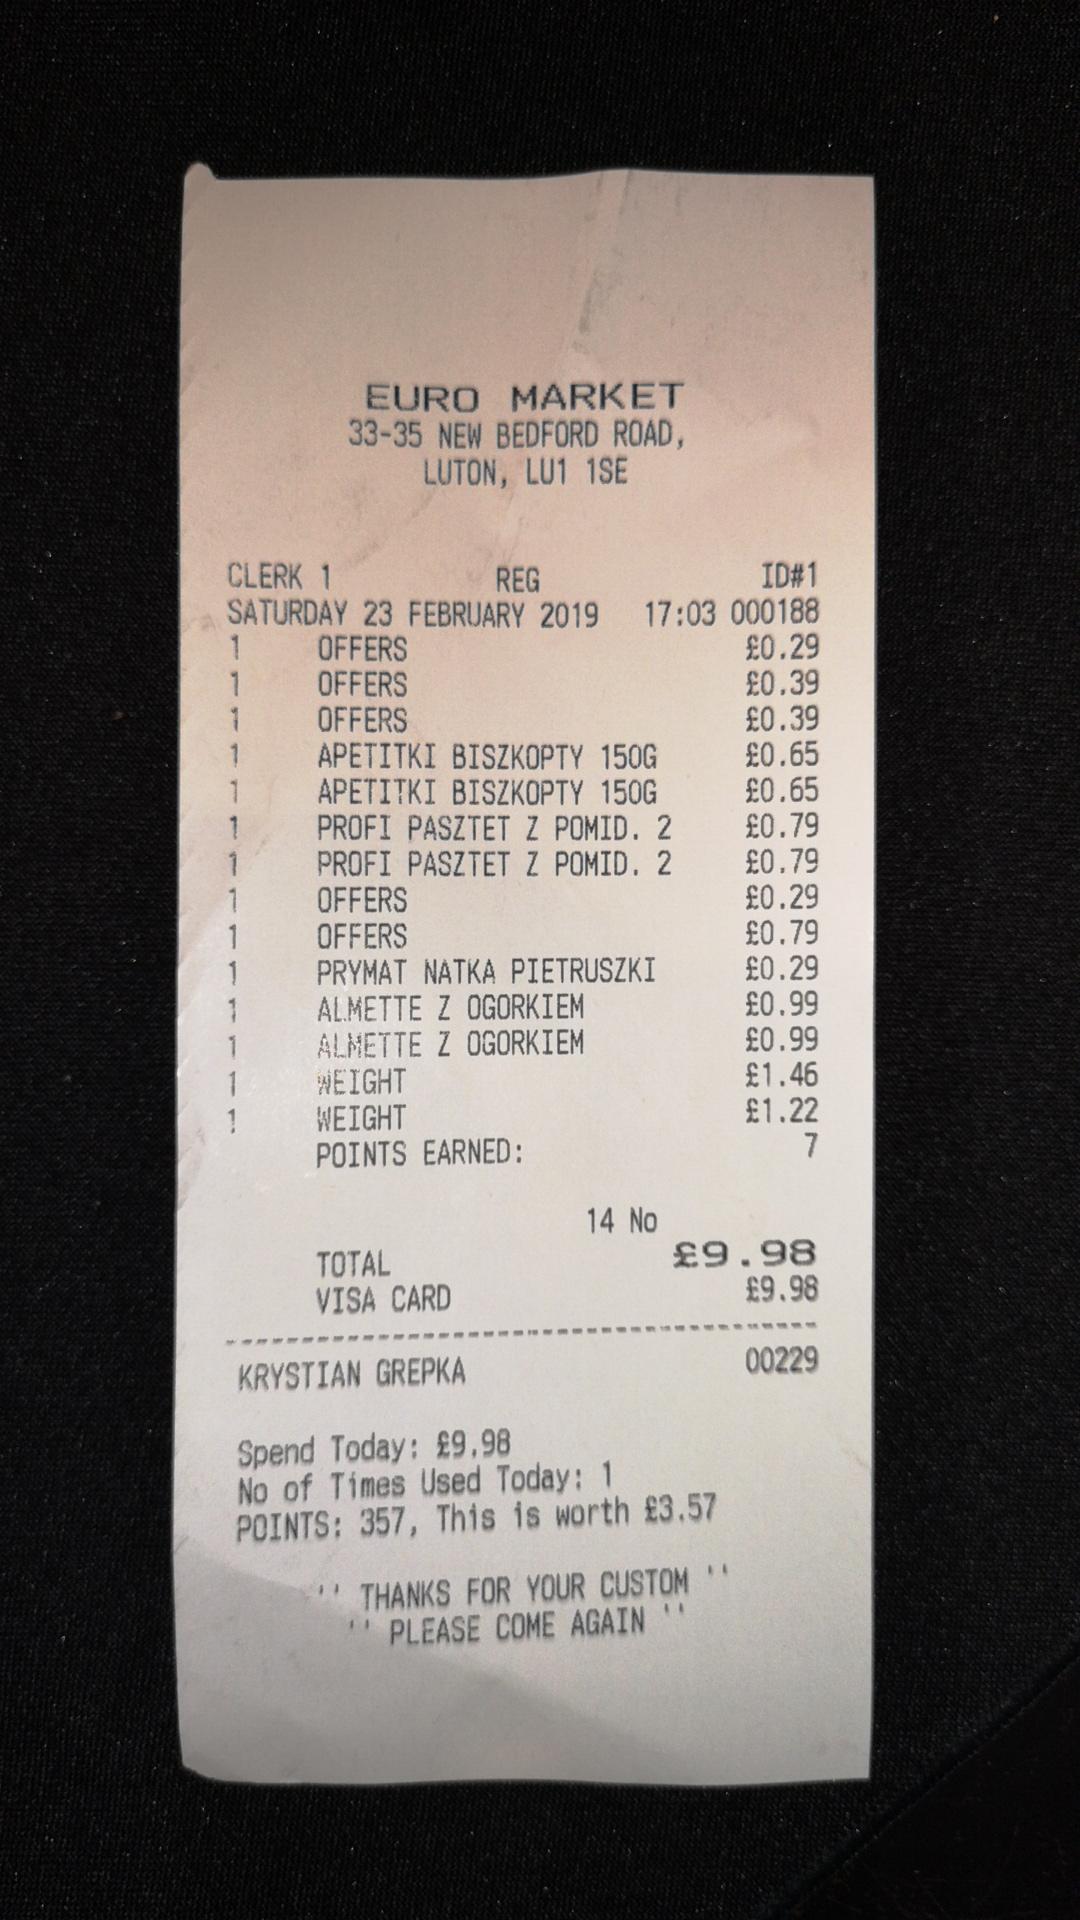 EURO MARKET
33-35 NEW BEDFORD ROAD,
LUTON, LU1 1SE
CLERK 1 REG ID#1
SATURDAY 23 FEBRUARY 2019 17:03 000188
1 OFFERS £0.29
1 OFFERS £0.39
1 OFFERS £0.39
1 APETITKI BISZKOPTY 150G £0.65
1 APETITKI BISZKOPTY 150G £0.65
1 PROFI PASZTET Z POMID. 2 £0.79
1 PROFI PASZTET Z POMID. 2 £0.79
1 OFFERS £0.29
1 OFFERS £0.79
1 PRYMAT NATKA PIETRUSZKI £0.29
1 ALMETTE Z OGORKIEM £0.99
1 ALMETTE Z OGORKIEM £0.99
1 WEIGHT £1.46
1 WEIGHT £1.22
POINTS EARNED: 7
14 No
TOTAL £9.98
VISA CARD £9.98
--------------------------------
KRYSTIAN GREPKA 00229
Spend Today: £9.98
No of Times Used Today: 1
POINTS: 357, This is worth £3.57
'' THANKS FOR YOUR CUSTOM ''
'' PLEASE COME AGAIN ''